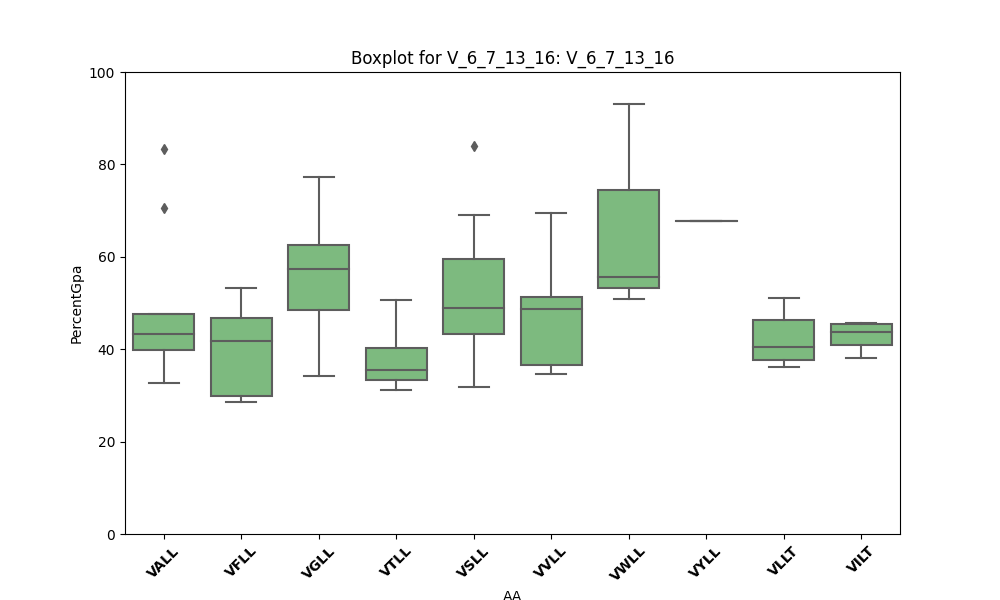 Boxplot for V_6_7_13_16: V_6_7_13_16
PercentGpa
100
80
60
40
20
0
VALL
VFLL
VGLL
VTLL
VSLL
VVLL
VWLL
VYLL
VLLT
VILT
AA